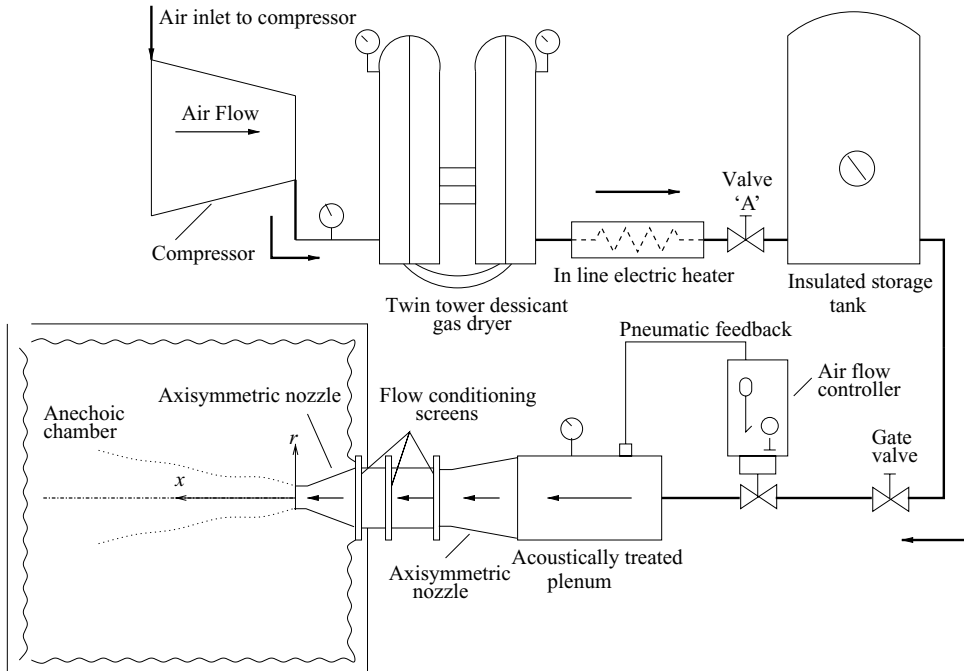 Air inlet to compressor
Air Flow
Compressor
Valve
‘A’
In line electric heater
Insulated storage
tank
Twin tower dessicant
gas dryer
Pneumatic feedback
Air flow
controller
Gate
valve
Axisymmetric nozzle
Flow conditioning
screens
Anechoic
chamber
r
x
Axisymmetric
nozzle
Acoustically treated
plenum